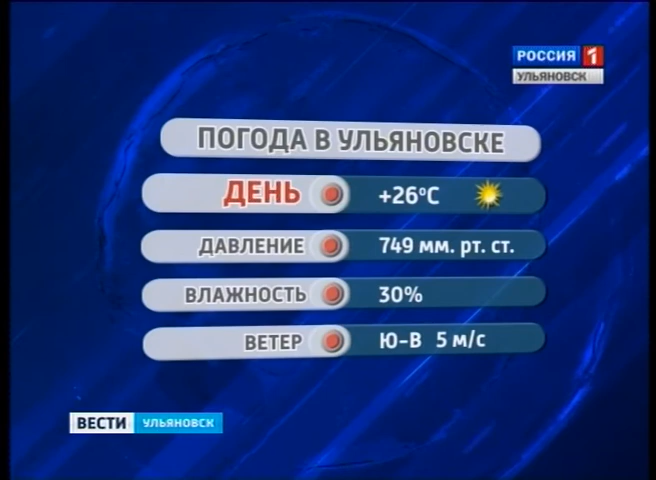 РОССИЯ 1
УЛЬЯНОВСК
ПОГОДА В УЛЬЯНОВСКЕ
ДЕНЬ +26°C
ДАВЛЕНИЕ 749 мм. рт. ст.
ВЛАЖНОСТЬ 30%
ВЕТЕР Ю-В 5 м/с
ВЕСТИ УЛЬЯНОВСК